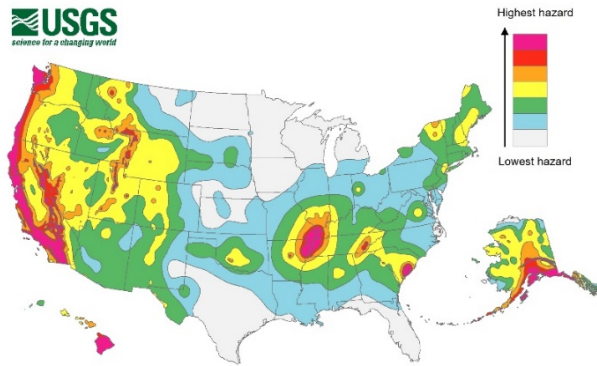 USGS
science for a changing world
Highest hazard
Lowest hazard